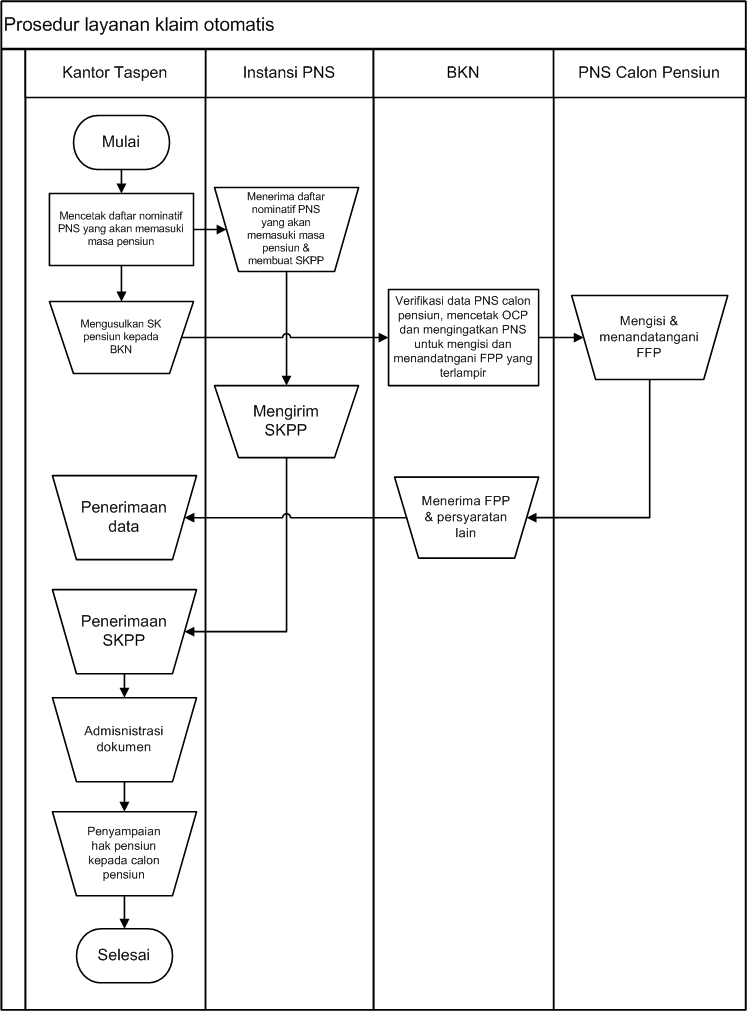 Prosedur layanan klaim otomatis
Kantor Taspen
Instansi PNS
BKN
PNS Calon Pensiun
Mulai
Mencetak daftar nominatif
PNS yang akan memasuki
masa pensiun
Menerima daftar
nominatif PNS
yang akan
memasuki masa
pensiun &
membuat SKPP
Mengusulkan SK
pensiun kepada
BKN
Verifikasi data PNS calon
pensiun, mencetak OCP
dan mengingatkan PNS
untuk mengisi dan
menandatngani FPP yang
terlampir
Mengisi &
menandatangani
FFP
Mengirim
SKPP
Penerimaan
data
Menerima FPP
& persyaratan
lain
Penerimaan
SKPP
Admisnistrasi
dokumen
Penyampaian
hak pensiun
kepada calon
pensiun
Selesai